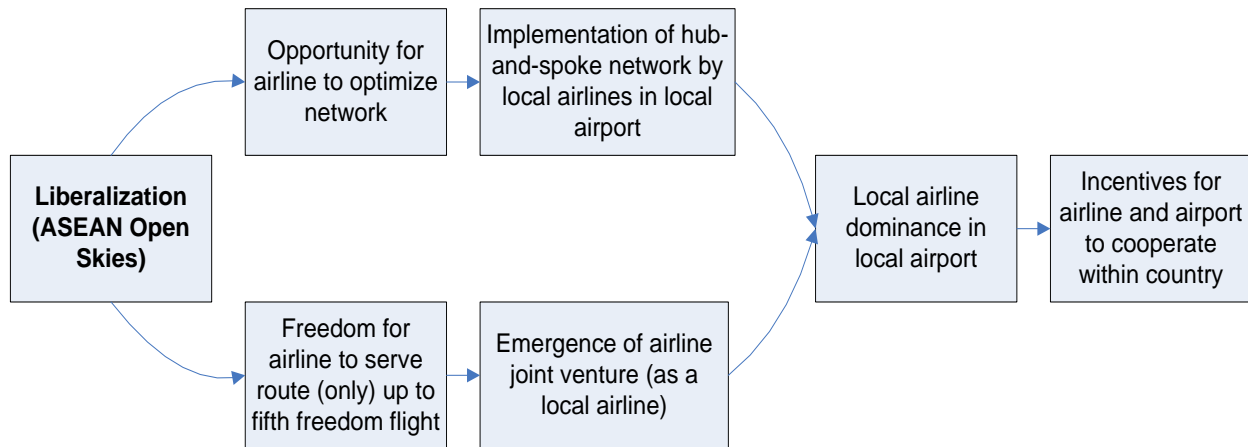 Liberalization
(ASEAN Open
Skies)
Opportunity for
airline to optimize
network
Implementation of hub-
and-spoke network by
local airlines in local
airport
Freedom for
airline to serve
route (only) up to
fifth freedom flight
Emergence of airline
joint venture (as a
local airline)
Local airline
dominance in
local airport
Incentives for
airline and airport
to cooperate
within country